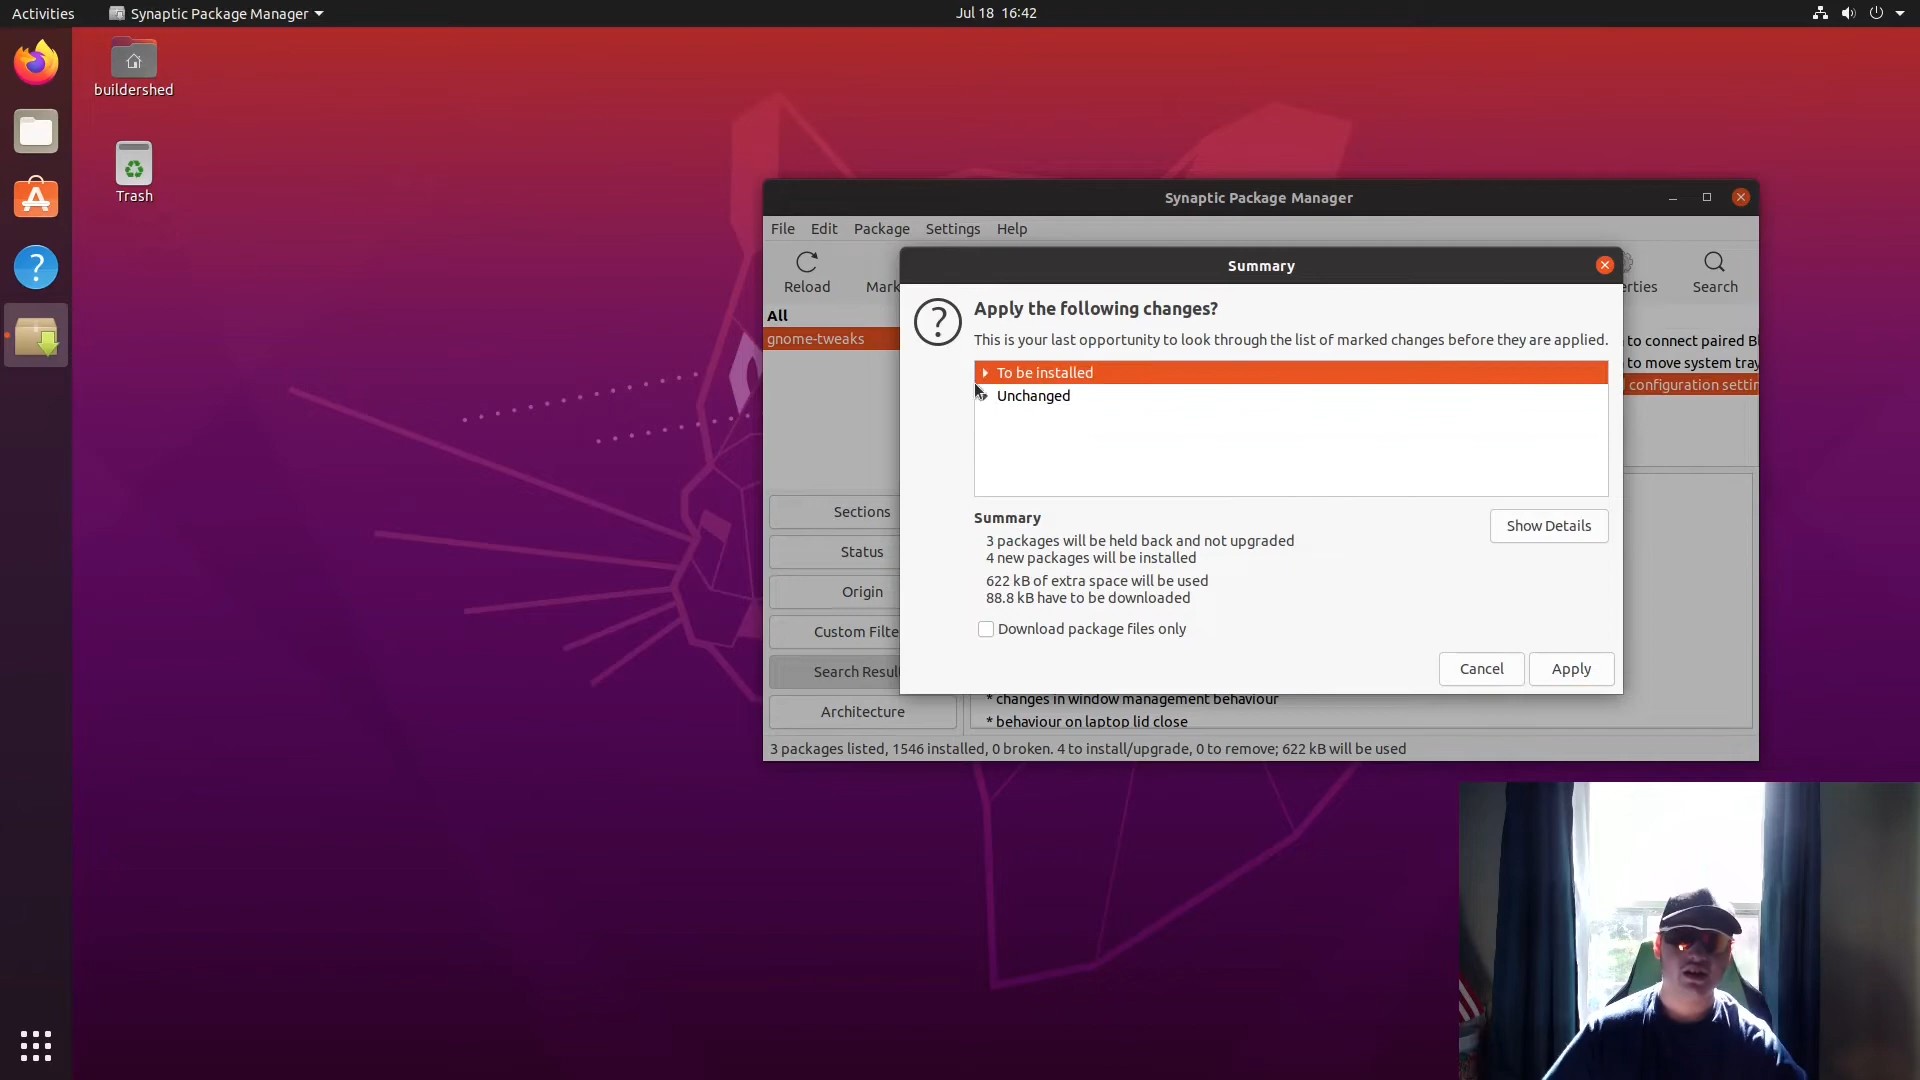 Activities
Synaptic Package Manager
Jul 18 16:42
buildershed
Trash
Synaptic Package Manager
File Edit Package Settings Help
Reload
Mark
erties
Search
All
gnome-tweaks
to connect paired Bl
to move system tray
configuration settin
Sections
Status
Origin
Custom Filte
Search Resul
Architecture
Summary
Apply the following changes?
This is your last opportunity to look through the list of marked changes before they are applied.
To be installed
Unchanged
Summary
Show Details
3 packages will be held back and not upgraded
4 new packages will be installed
622 kB of extra space will be used
88.8 kB have to be downloaded
Download package files only
Cancel
Apply
* changes in window management behaviour
* behaviour on laptop lid close
3 packages listed, 1546 installed, 0 broken. 4 to install/upgrade, 0 to remove; 622 kB will be used